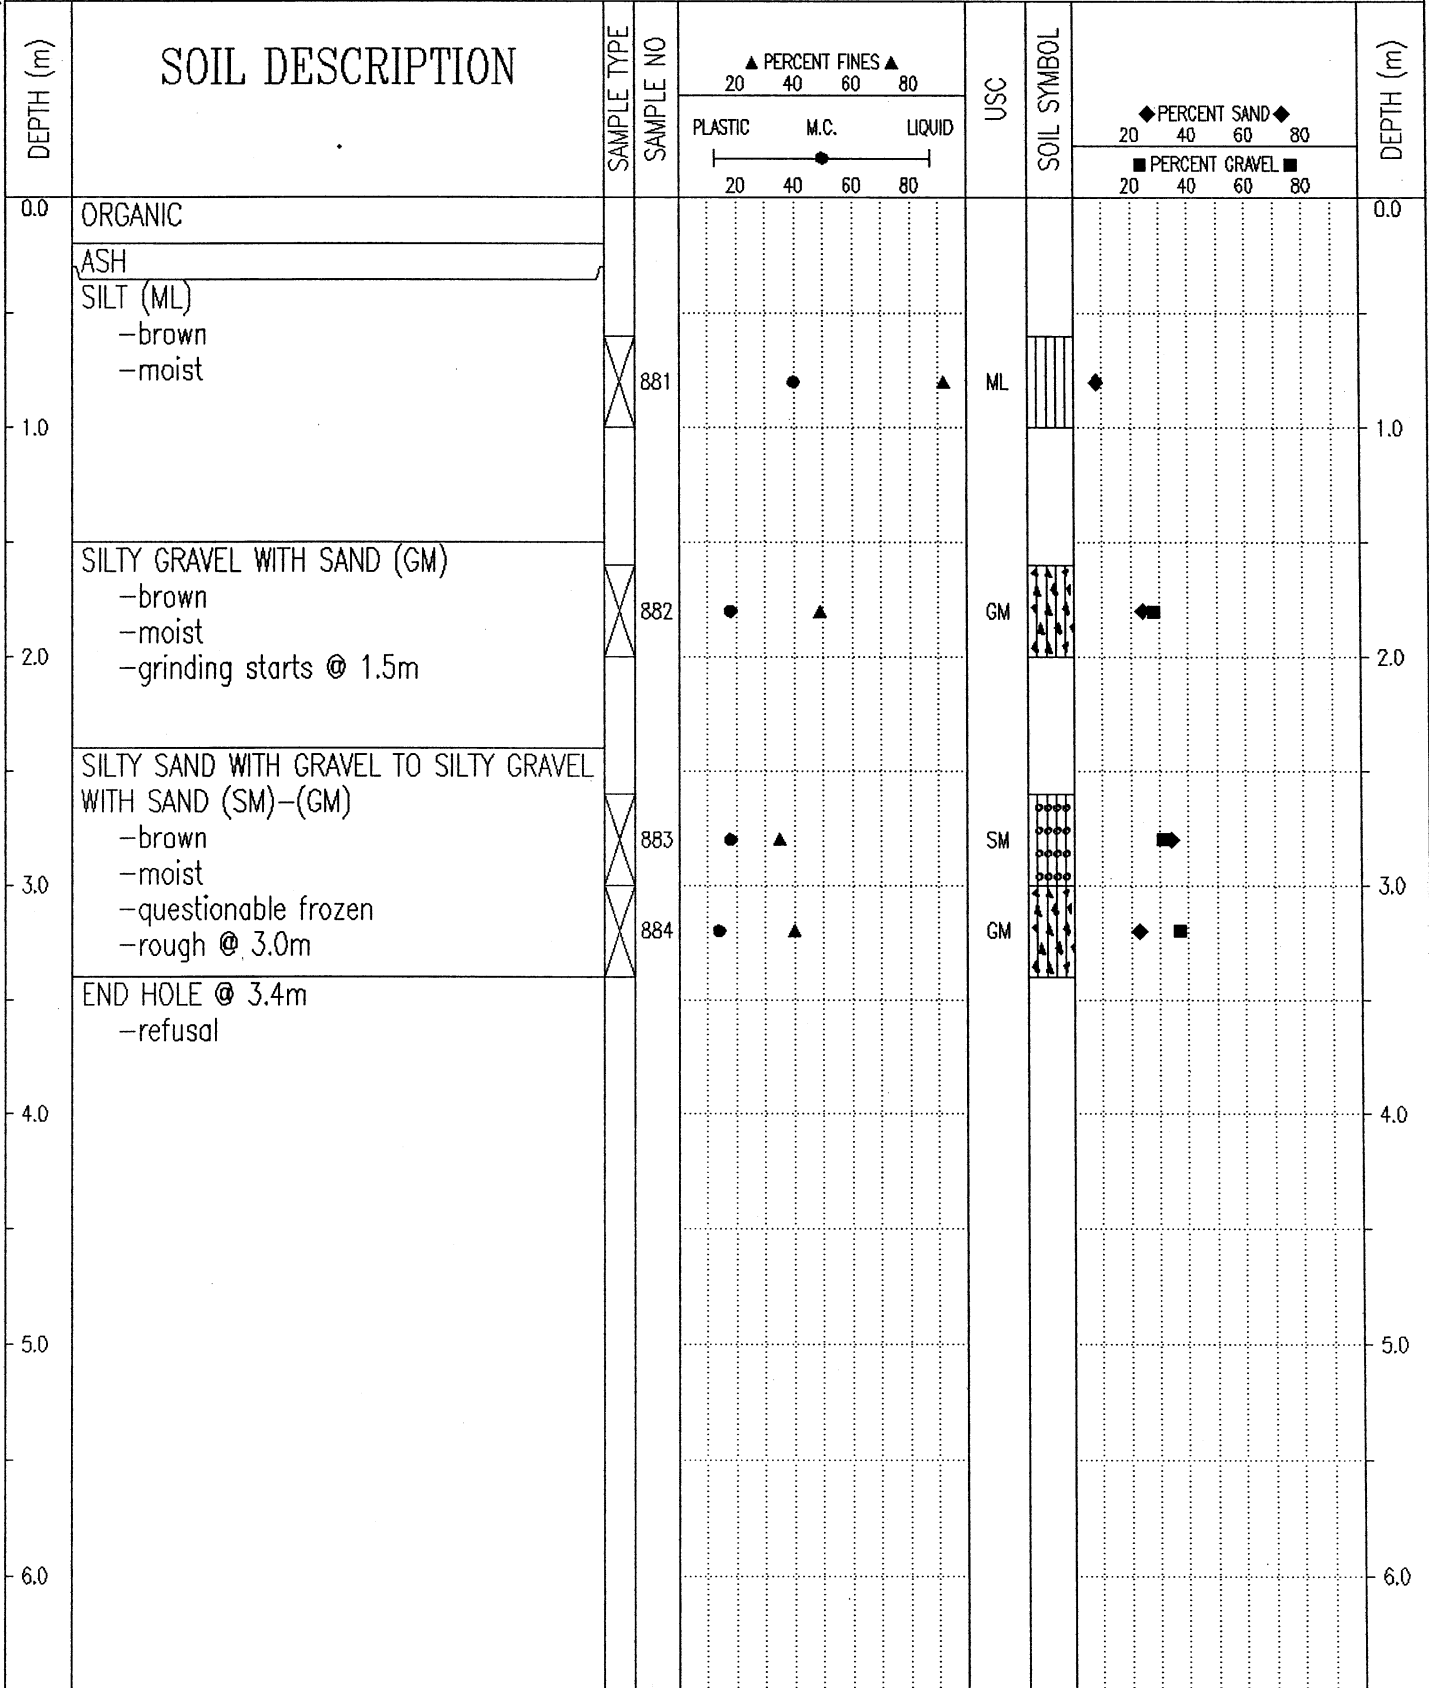 DEPTH (m)
SOIL DESCRIPTION
SAMPLE TYPE
SAMPLE NO
▲ PERCENT FINES ▲
20 40 60 80
PLASTIC M.C. LIQUID
20 40 60 80
USC
SOIL SYMBOL
◆PERCENT SAND◆
20 40 60 80
■ PERCENT GRAVEL ■
20 40 60 80
DEPTH (m)
0.0 ORGANIC 0.0
ASH
SILT (ML)
-brown
-moist
881 ML
1.0 1.0
SILTY GRAVEL WITH SAND (GM)
-brown
882 GM
-moist
2.0 -grinding starts @ 1.5m 2.0
SILTY SAND WITH GRAVEL TO SILTY GRAVEL
WITH SAND (SM)-(GM)
-brown 883 SM
-moist
3.0 3.0
-questionable frozen
-rough @ 3.0m 884 GM
END HOLE @ 3.4m
-refusal
4.0 4.0
5.0 5.0
6.0 6.0